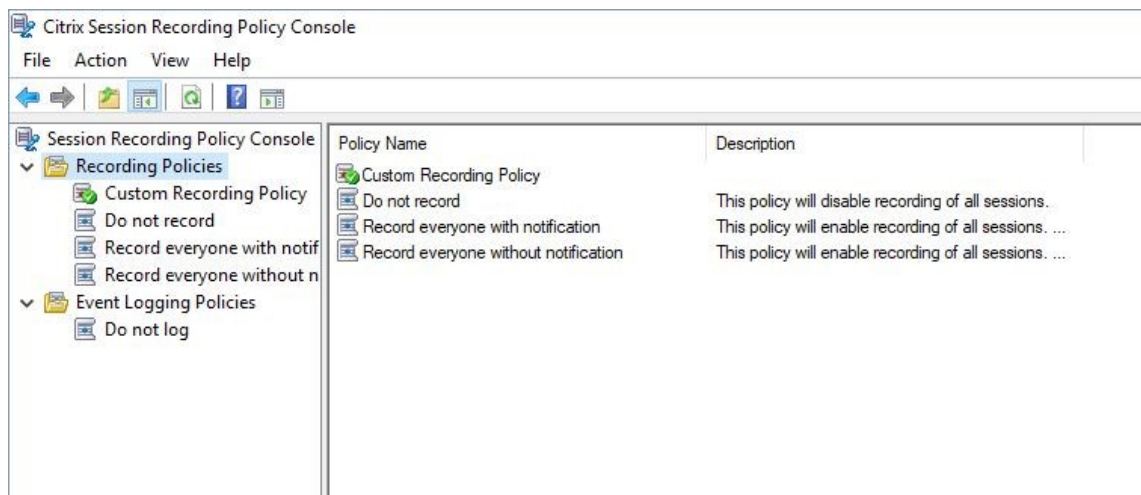 Citrix Session Recording Policy Console
File Action View Help
Session Recording Policy Console
Recording Policies
Custom Recording Policy
Do not record
Record everyone with notif
Record everyone without n
Event Logging Policies
Do not log
Policy Name Description
Custom Recording Policy
Do not record This policy will disable recording of all sessions.
Record everyone with notification This policy will enable recording of all sessions. ...
Record everyone without notification This policy will enable recording of all sessions. ...